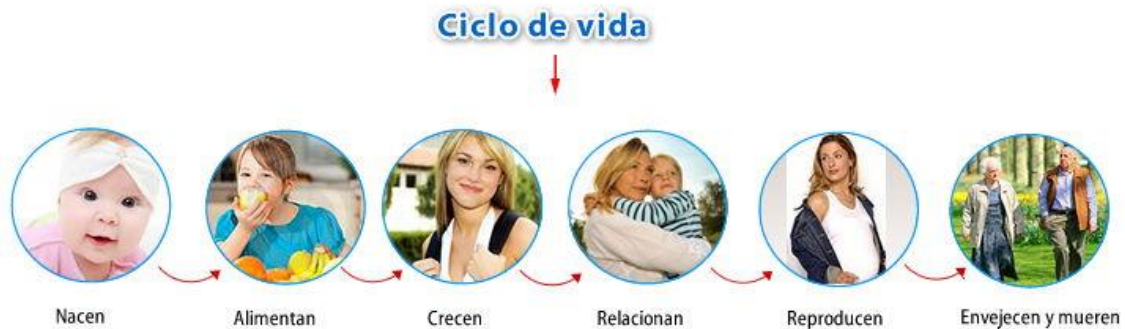 Ciclo de vida
Nacen
Alimentan
Crecen
Relacionan
Reproducen
Envejecen y mueren